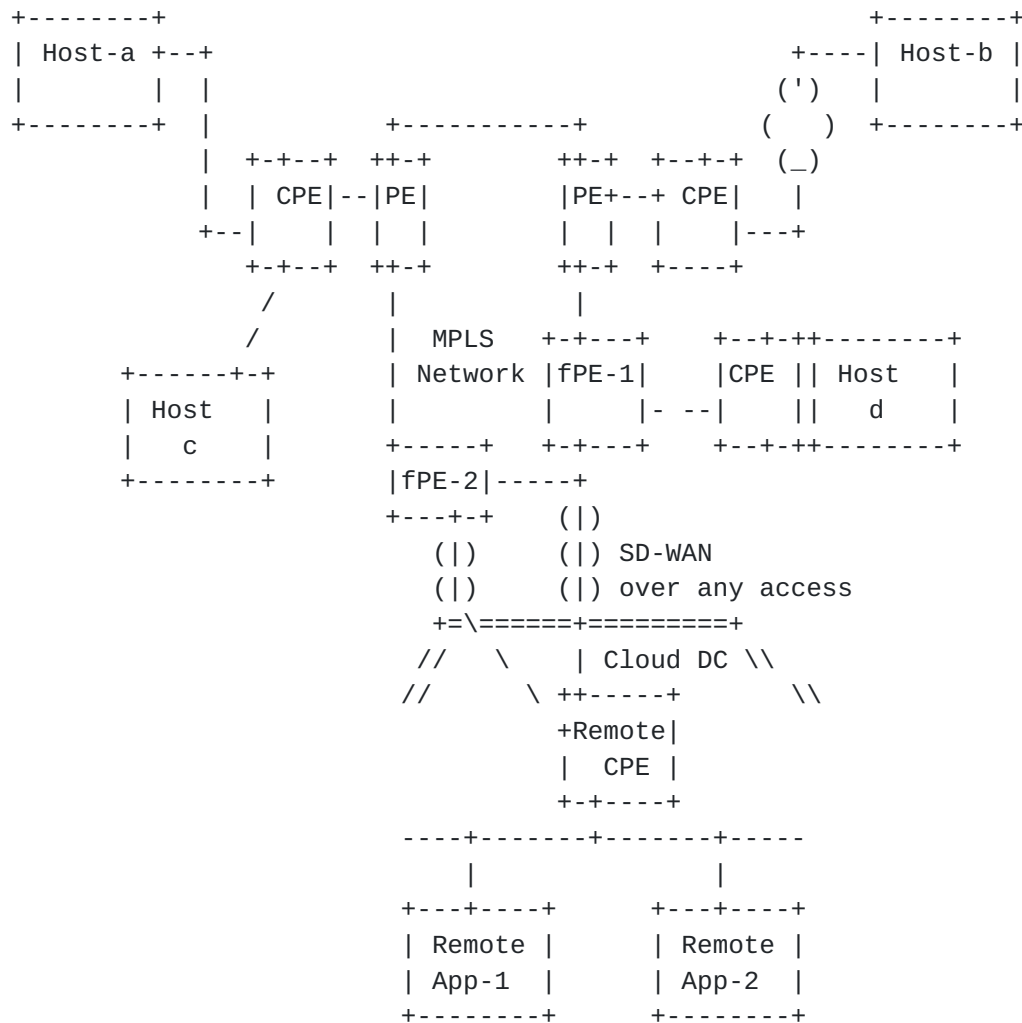 Host-a Host-b
CPE PE PE CPE
MPLS
Network fPE-1 CPE Host
Host d
c
fPE-2
SD-WAN
over any access
Cloud DC
Remote
CPE
Remote Remote
App-1 App-2